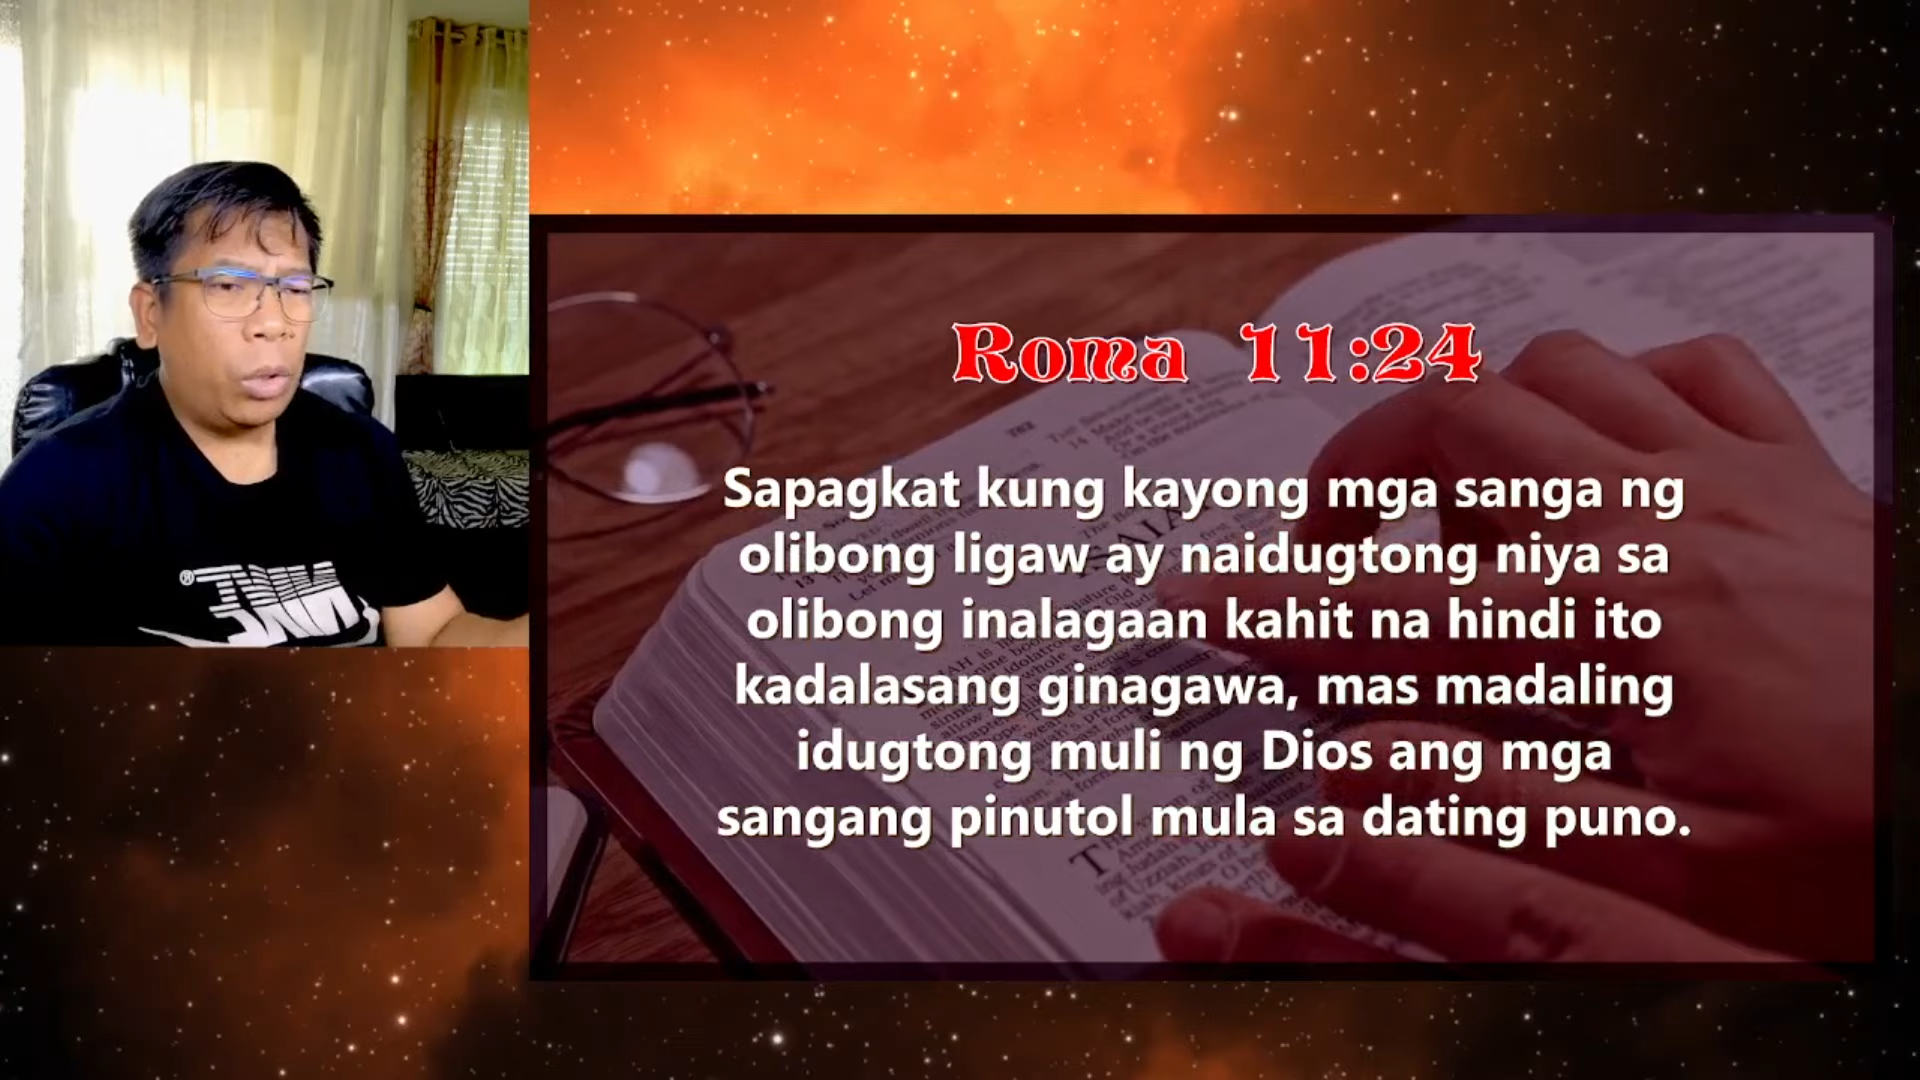 Roma 11:24
Sapagkat kung kayong mga sanga ng
olibong ligaw ay naidugtong niya sa
olibong inalagaan kahit na hindi ito
kadalasang ginagawa, mas madaling
idugtong muli ng Dios ang mga
sangang pinutol mula sa dating puno.